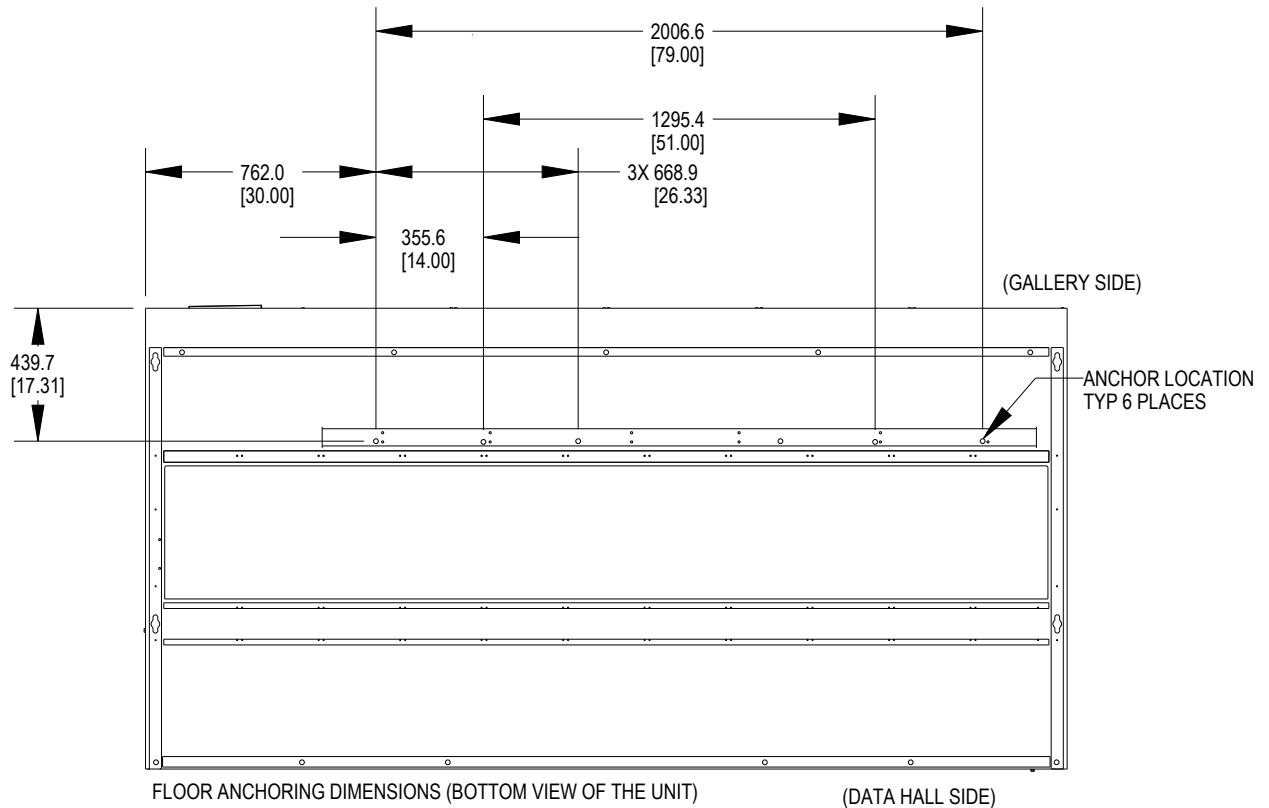 2006.6
[79.00]
1295.4
[51.00]
762.0
[30.00]
3X 668.9
[26.33]
355.6
[14.00]
(GALLERY SIDE)
439.7
[17.31]
ANCHOR LOCATION
TYP 6 PLACES
FLOOR ANCHORING DIMENSIONS (BOTTOM VIEW OF THE UNIT)
(DATA HALL SIDE)